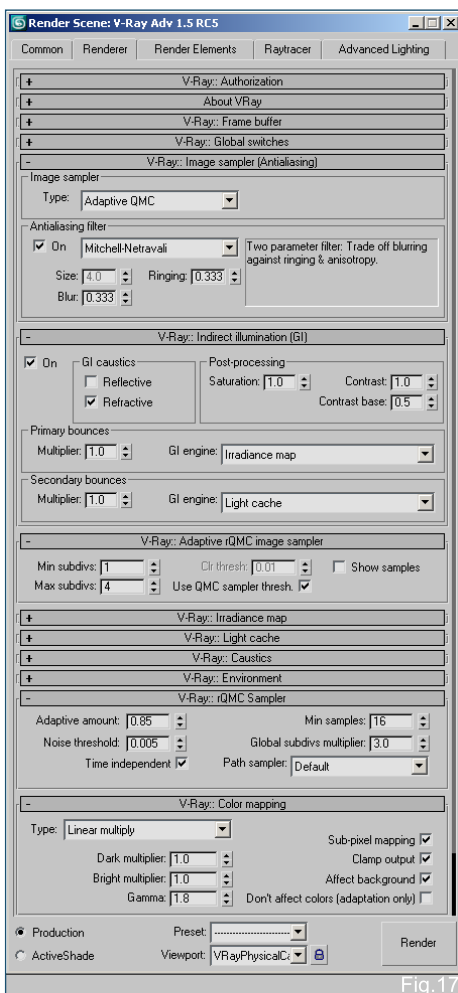 Render Scene: V-Ray Adv 1.5 RC5
Common Renderer Render Elements Raytracer Advanced Lighting
+ V-Ray:: Authorization
+ About VRay
+ V-Ray:: Frame buffer
+ V-Ray:: Global switches
- V-Ray:: Image sampler (Antialiasing)
Image sampler
Type: Adaptive QMC
Antialiasing filter
On Mitchell-Netravali
Two parameter filter: Trade off blurring
against ringing & anisotropy.
Size: 4.0 Ringing: 0.333
Blur: 0.333
- V-Ray:: Indirect illumination (GI)
On
GI caustics
Reflective
Refractive
Post-processing
Saturation: 1.0 Contrast: 1.0
Contrast base: 0.5
Primary bounces
Multiplier: 1.0 GI engine: Irradiance map
Secondary bounces
Multiplier: 1.0 GI engine: Light cache
- V-Ray:: Adaptive rQMC image sampler
Min subdivs: 1 Clr thresh: 0.01 Show samples
Max subdivs: 4 Use QMC sampler thresh.
+ V-Ray:: Irradiance map
+ V-Ray:: Light cache
+ V-Ray:: Caustics
+ V-Ray:: Environment
- V-Ray:: rQMC Sampler
Adaptive amount: 0.85 Min samples: 16
Noise threshold: 0.005 Global subdivs multiplier: 3.0
Time independent Path sampler: Default
- V-Ray:: Color mapping
Type: Linear multiply
Sub-pixel mapping
Dark multiplier: 1.0 Clamp output
Bright multiplier: 1.0 Affect background
Gamma: 1.8 Don't affect colors (adaptation only)
Production Preset: --------------------
ActiveShade Viewport: VRayPhysicalCa
Render
Fig.17